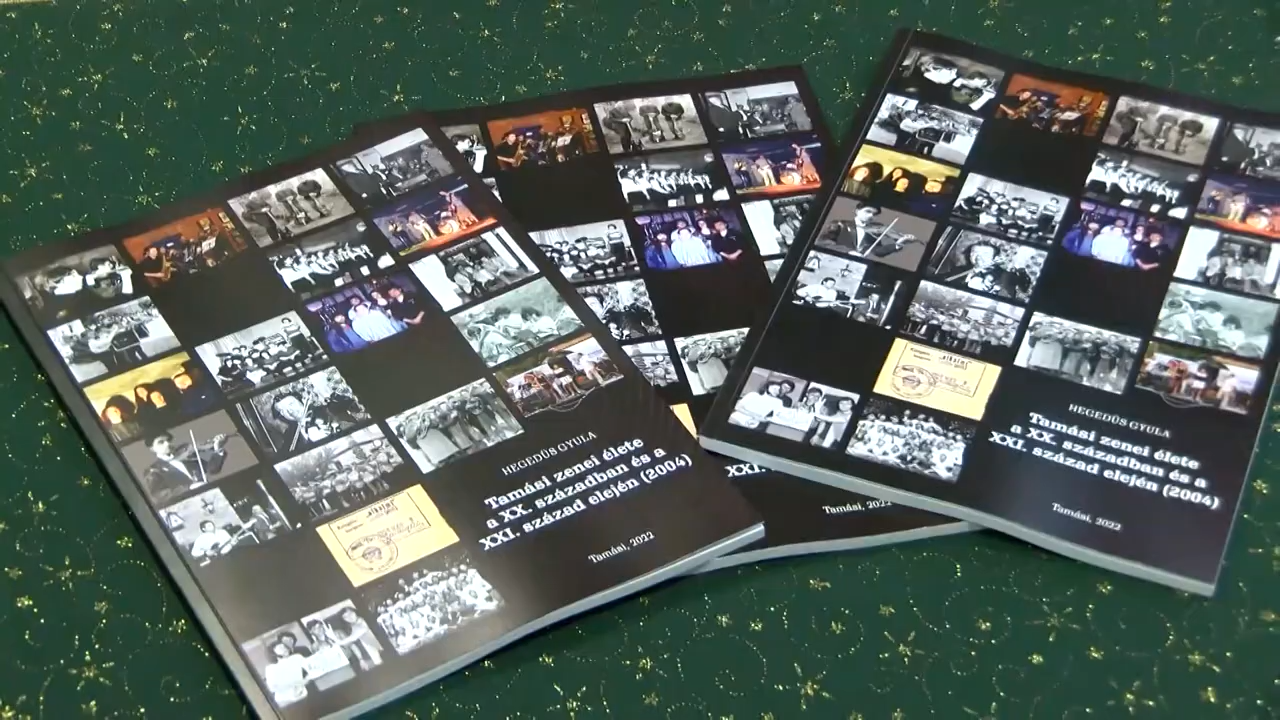 HEGEDŰS GYULA
Tamási zenei élete
a XX. században és a
XXI. század elején (2004)
Tamási, 2022
XXI.
Tamási, 2022
HEGEDŰS GYULA
Tamási zenei élete
a XX. században és a
XXI. század elején (2004)
Tamási, 2022